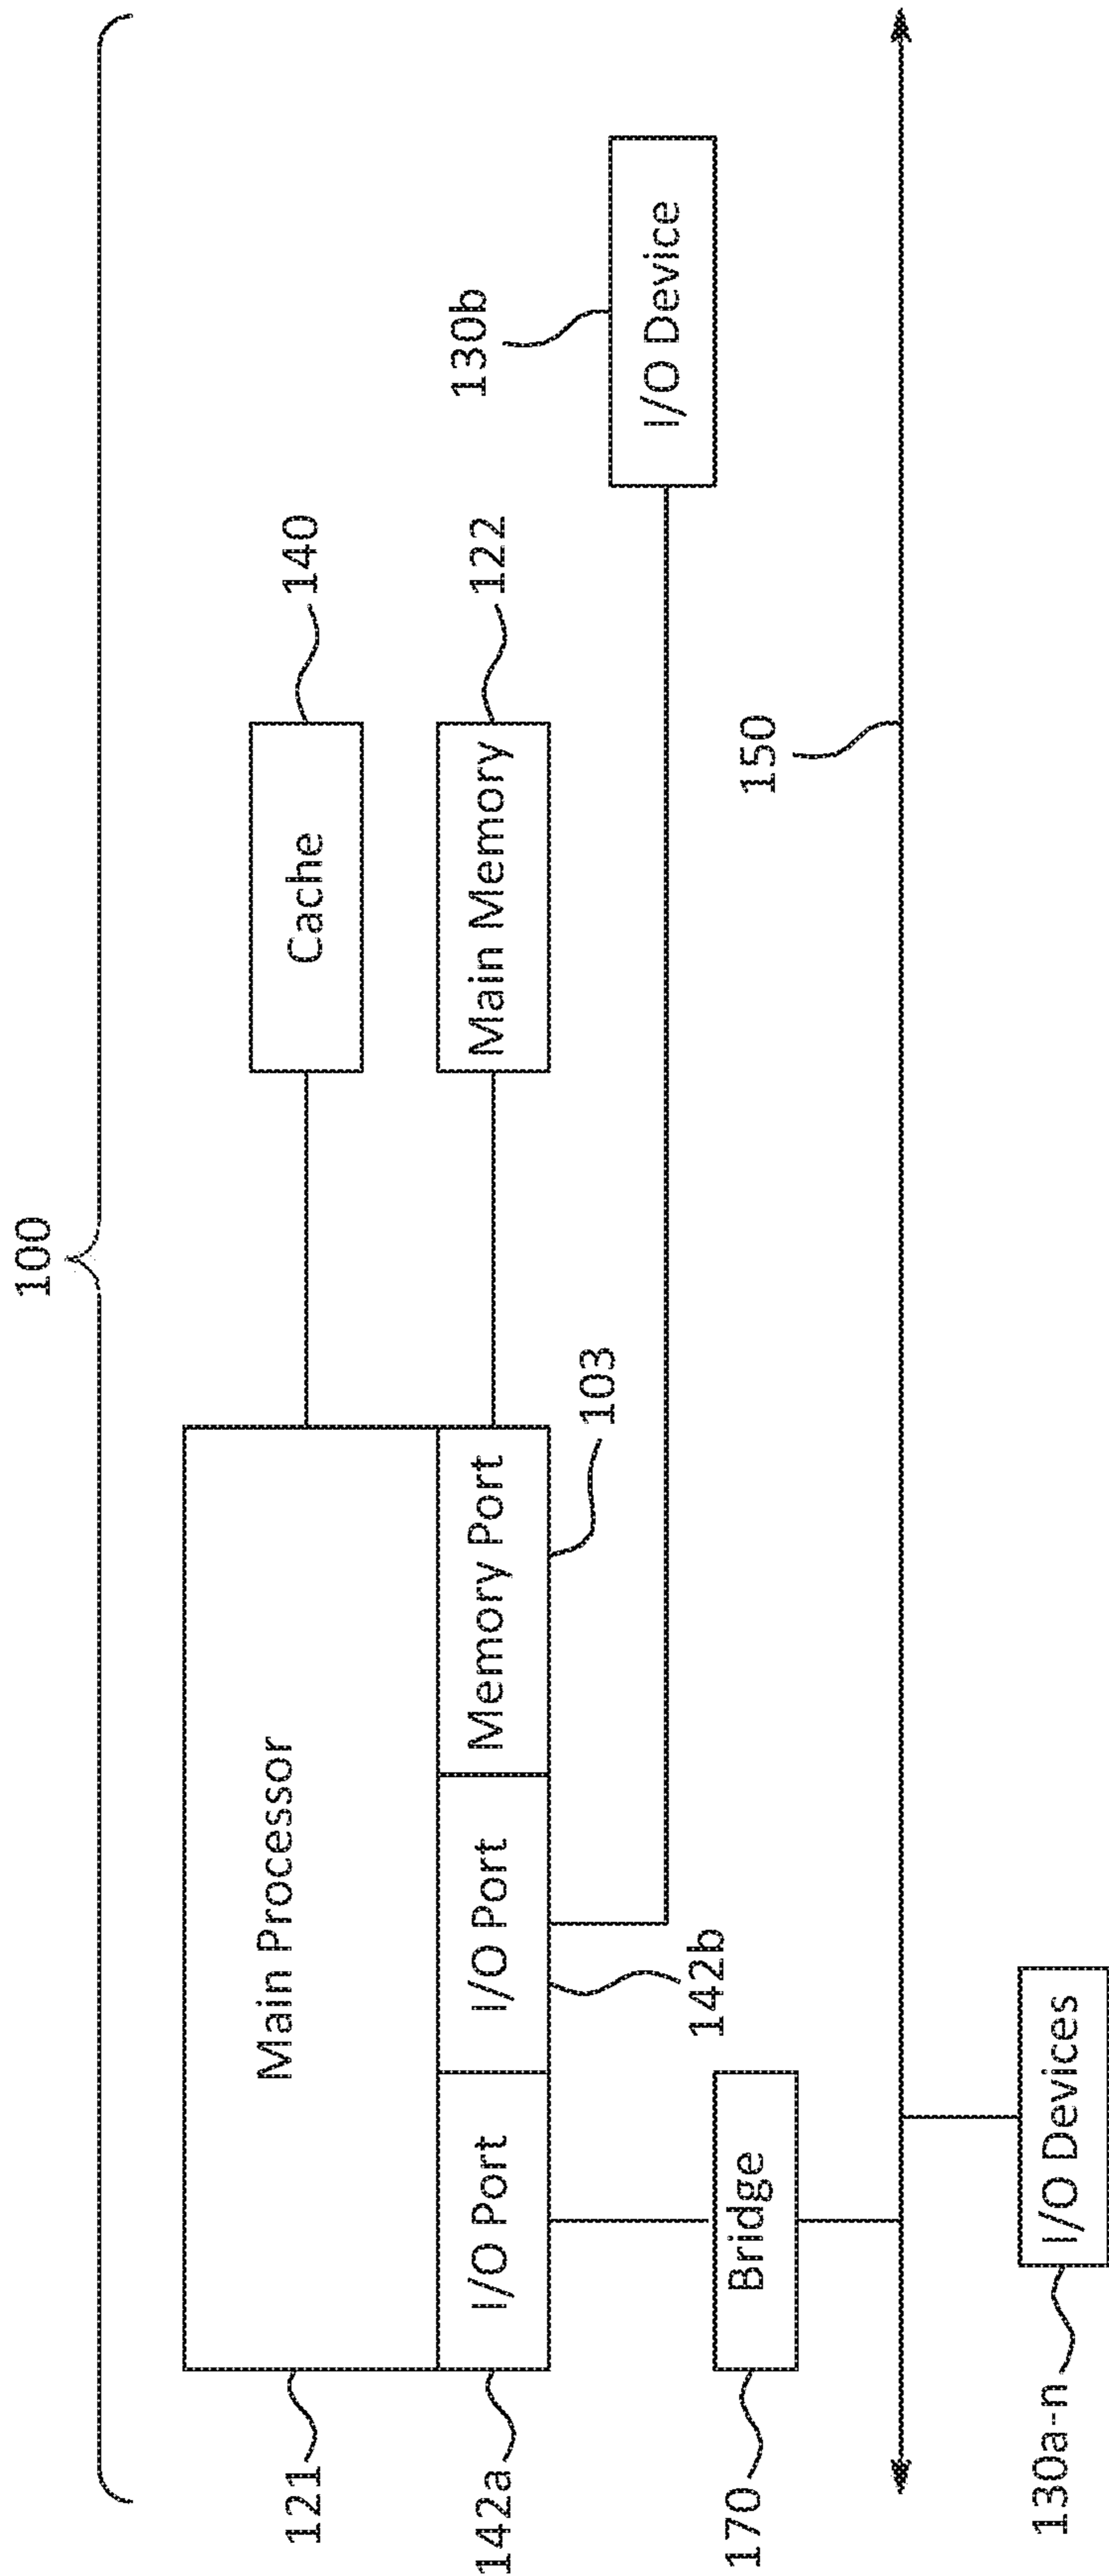 100
121
Main Processor
Cache
140
142a
I/O Port
I/O Port
Memory Port
Main Memory
122
142b
103
130b
I/O Device
170
Bridge
150
130a-n
I/O Devices